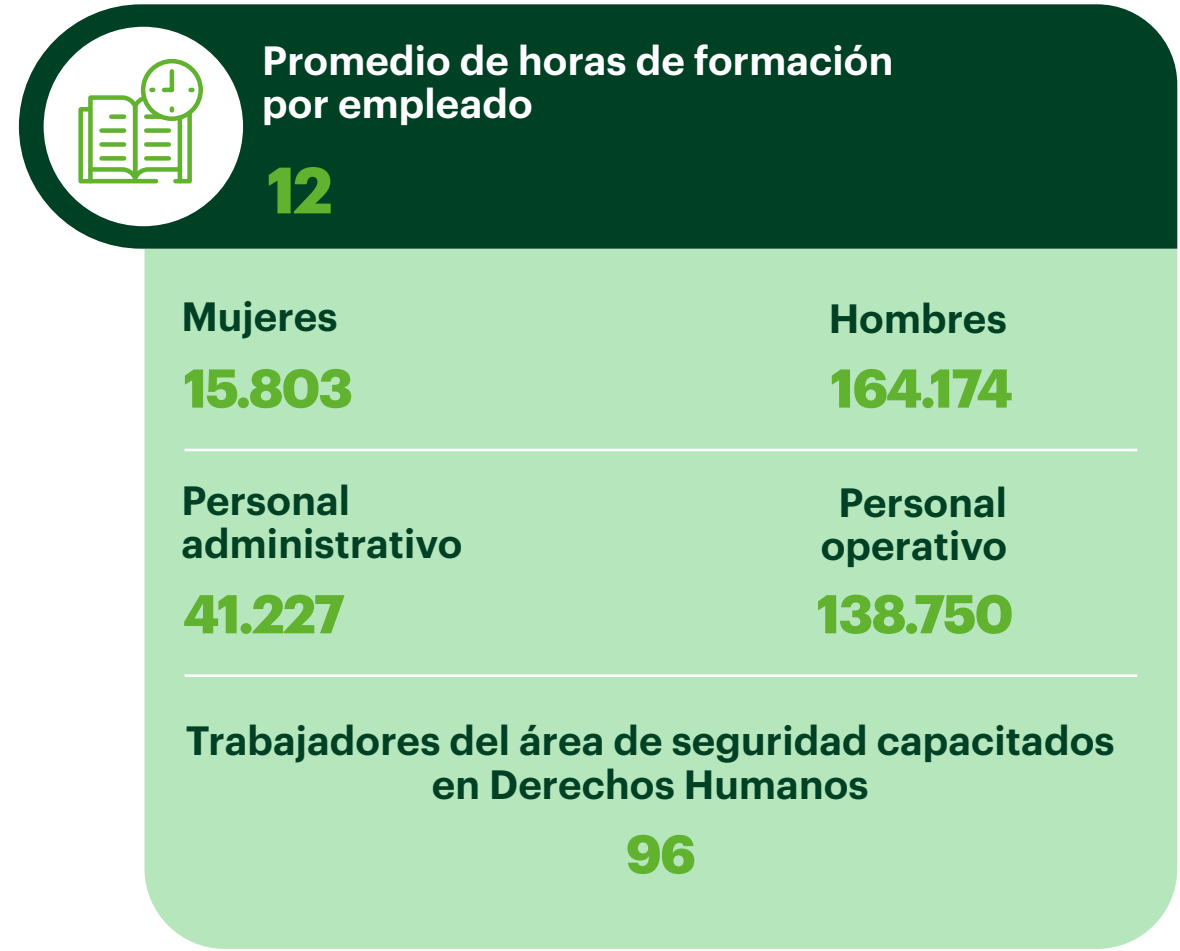 Promedio de horas de formación
por empleado
12
Mujeres
15.803
Hombres
164.174
Personal
administrativo
41.227
Personal
operativo
138.750
Trabajadores del área de seguridad capacitados
en Derechos Humanos
96